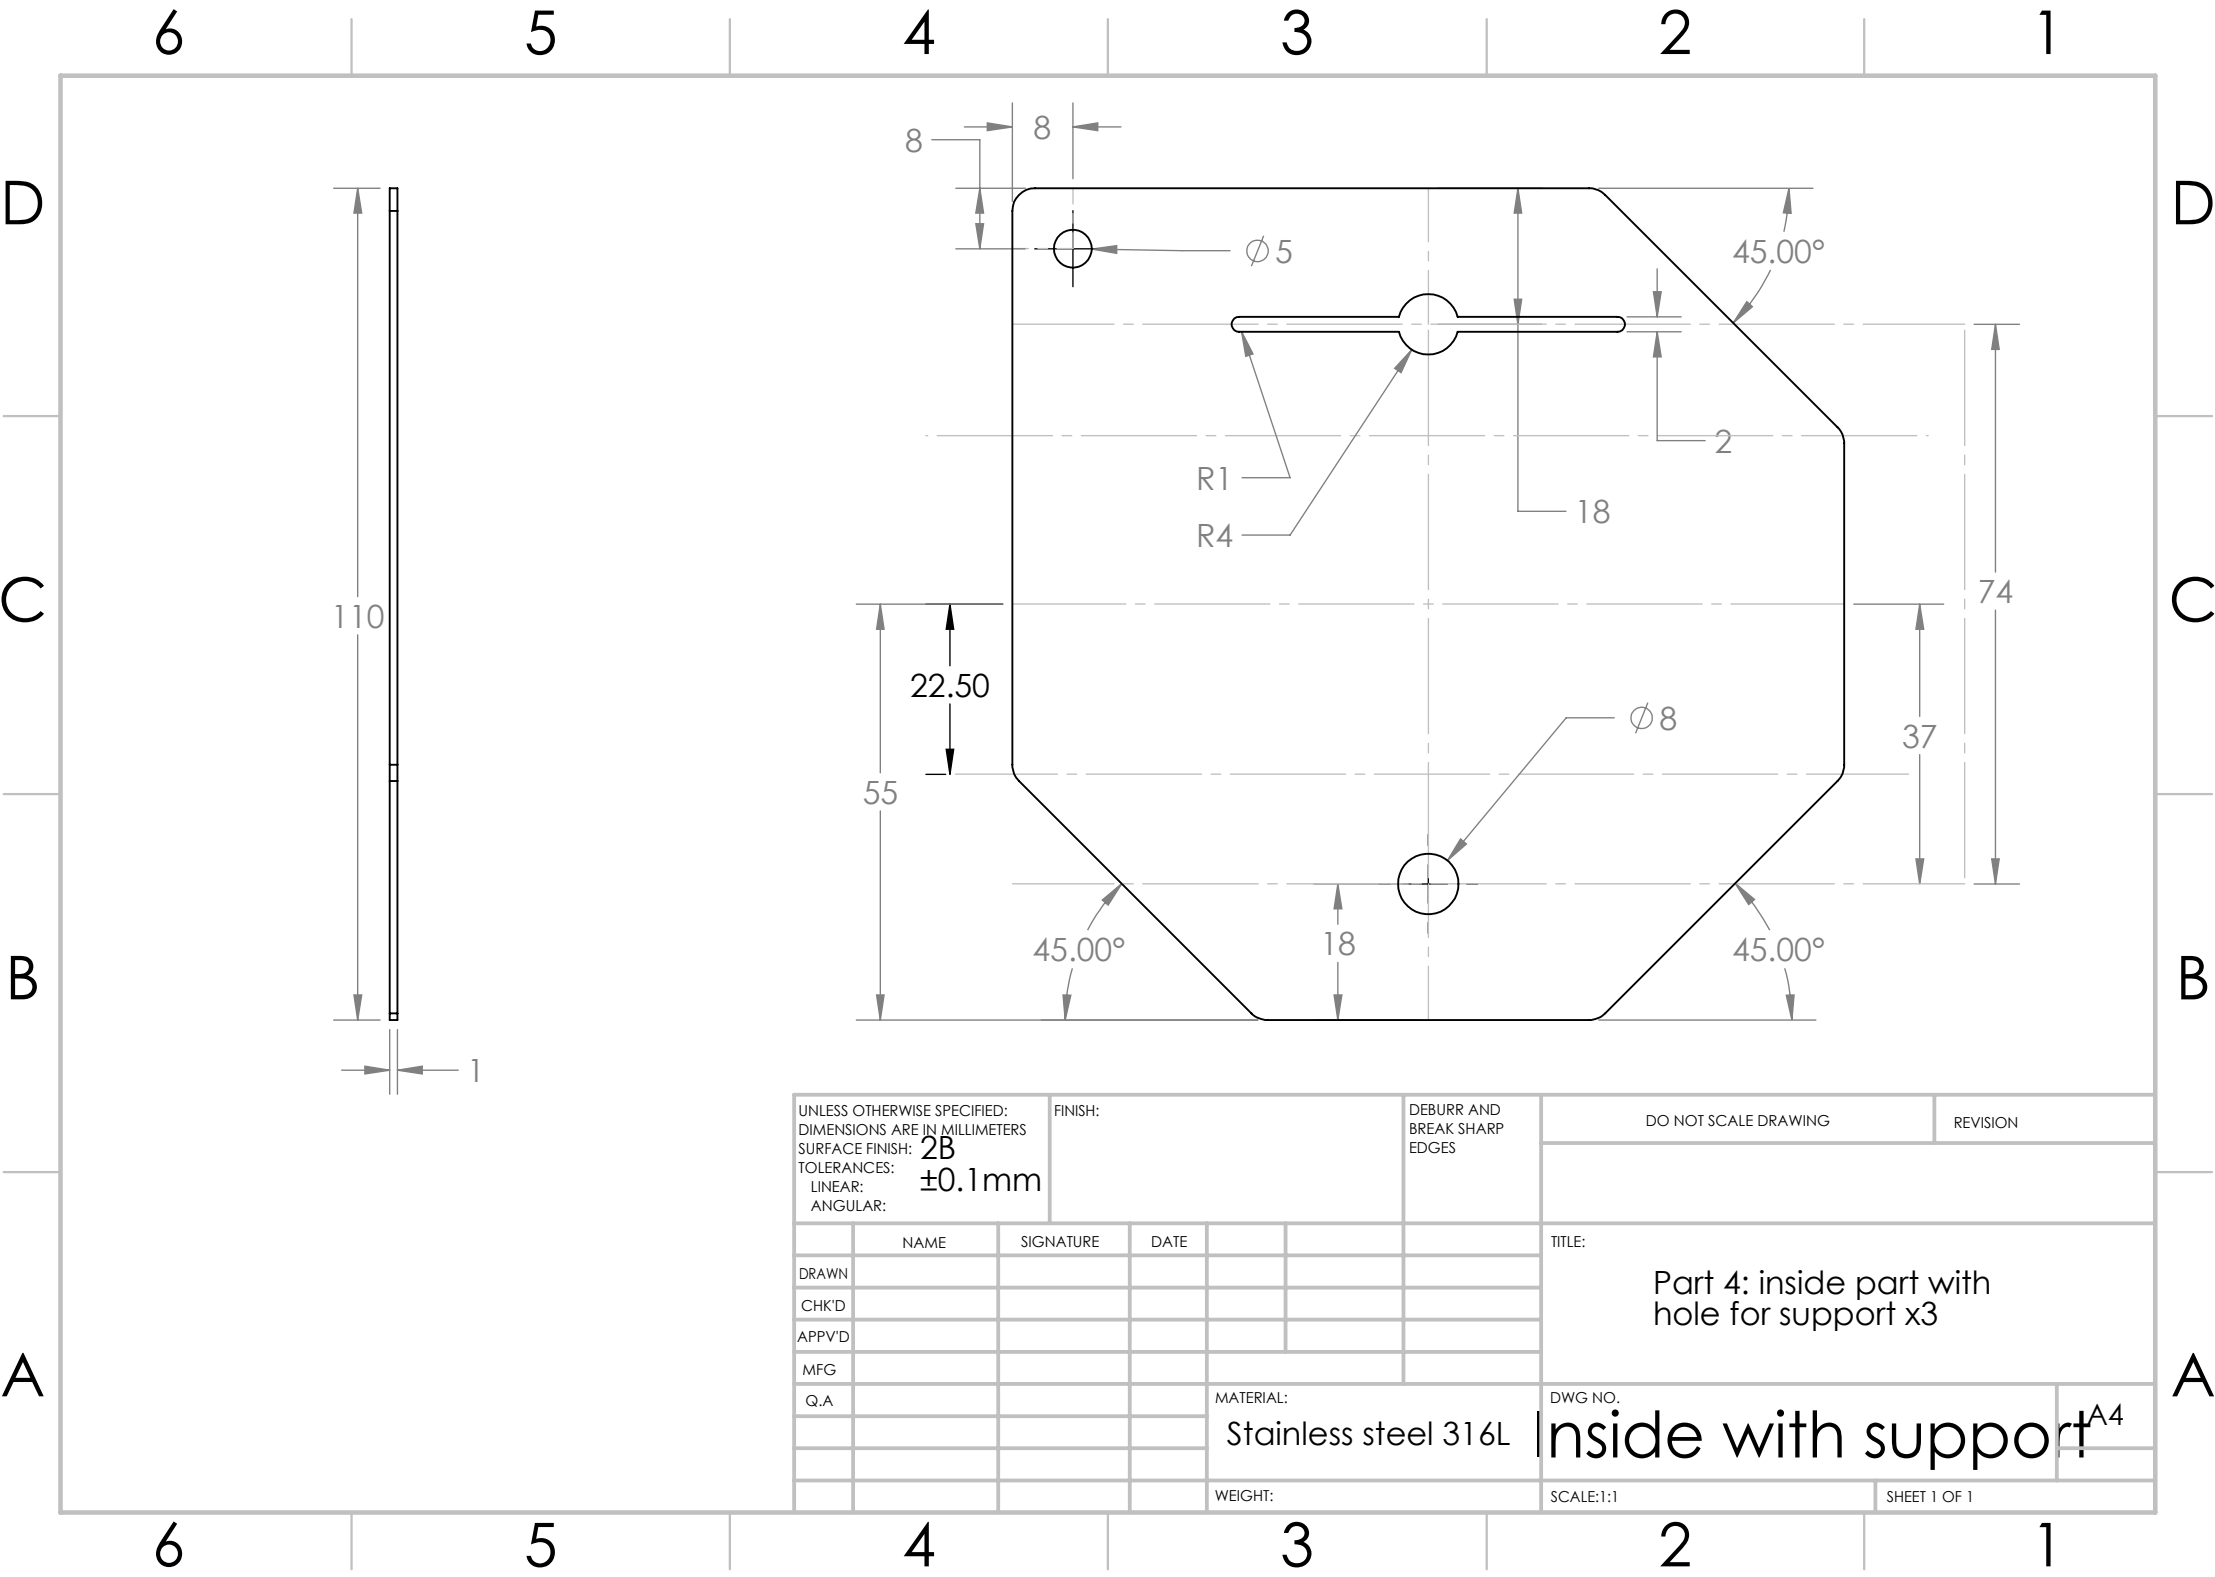 6 5 4 3 2 1
D
C
B
A
D
C
B
A
8
8
∅5
45.00°
2
R1
R4
18
74
110
22.50
55
∅8
37
45.00°
18
45.00°
1
UNLESS OTHERWISE SPECIFIED:
DIMENSIONS ARE IN MILLIMETERS
SURFACE FINISH: 2B
TOLERANCES:
LINEAR: ±0.1mm
ANGULAR:
FINISH:
DEBURR AND
BREAK SHARP
EDGES
DO NOT SCALE DRAWING
REVISION
NAME SIGNATURE DATE
DRAWN
CHK'D
APPV'D
MFG
Q.A
TITLE:
Part 4: inside part with
hole for support x3
MATERIAL:
Stainless steel 316L
DWG NO.
Inside with support
A4
WEIGHT:
SCALE:1:1
SHEET 1 OF 1
6 5 4 3 2 1